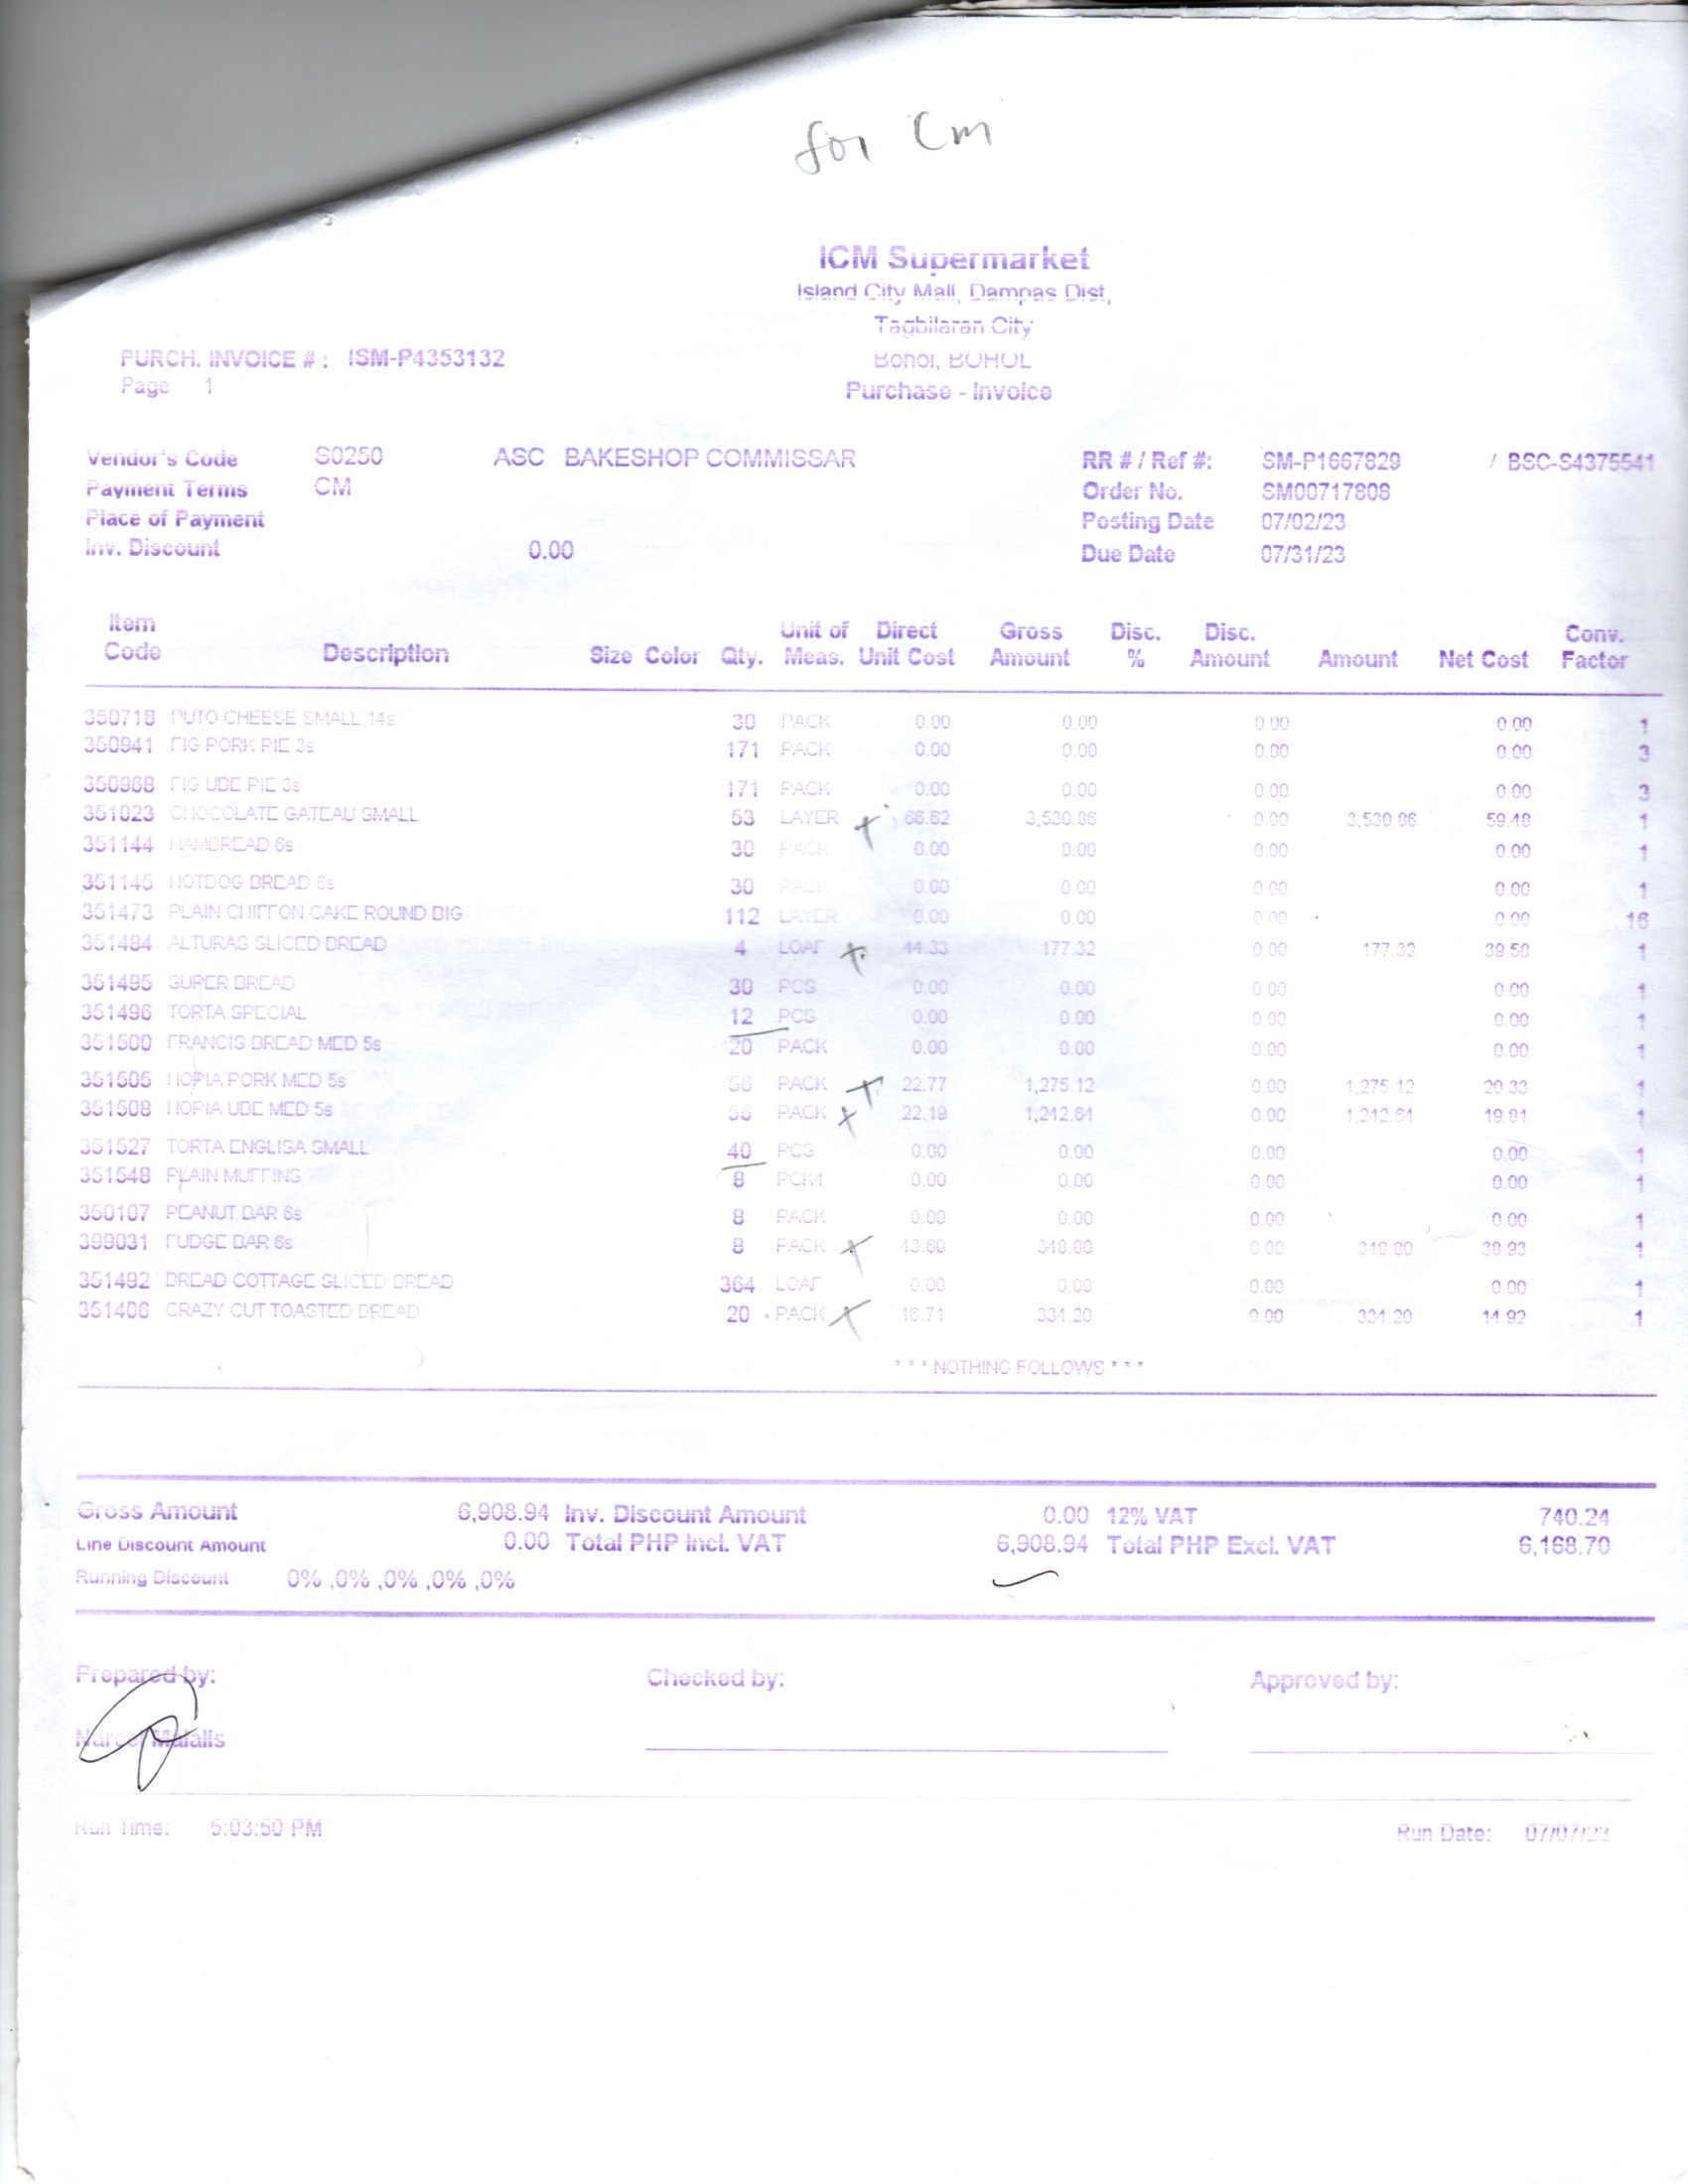 for Cm
ICM Supermarket
Island City Mall, Dampas Dist,
Tagbilaran City
Bohol, BOHOL
Purchase - Invoice
PURCH. INVOICE # : ISM-P4353132
Page 1
Vendor's Code S0250 ASC BAKESHOP COMMISSAR RR # / Ref #: SM-P1667829 / BSC-S4375541
Payment Terms CM Order No. SM00717808
Place of Payment Posting Date 07/02/23
Inv. Discount 0.00 Due Date 07/31/23
Item Code Description Size Color Qty. Unit of Meas. Direct Unit Cost Gross Amount Disc. % Disc. Amount Amount Net Cost Conv. Factor
350718 PUTO CHEESE SMALL 14s 30 PACK 0.00 0.00 0.00 0.00 1
350941 PIG PORK PIE 3s 171 PACK 0.00 0.00 0.00 0.00 3
350968 PIG UBE PIE 3s 171 PACK 0.00 0.00 0.00 0.00 3
351023 CHOCOLATE GATEAU SMALL 53 LAYER 66.62 3,530.86 0.00 3,530.86 59.48 1
351144 HAMBREAD 6s 30 PACK 0.00 0.00 0.00 0.00 1
351145 HOTDOG BREAD 6s 30 PACK 0.00 0.00 0.00 0.00 1
351473 PLAIN CHIFFON CAKE ROUND BIG 112 LAYER 0.00 0.00 0.00 0.00 16
351484 ALTURAS SLICED BREAD 4 LOAF 44.33 177.32 0.00 177.32 39.58 1
351495 SUPER BREAD 30 PCS 0.00 0.00 0.00 0.00 1
351496 TORTA SPECIAL 12 PCS 0.00 0.00 0.00 0.00 1
351500 FRANCIS BREAD MED 5s 20 PACK 0.00 0.00 0.00 0.00 1
351505 HOPIA PORK MED 5s 56 PACK 22.77 1,275.12 0.00 1,275.12 20.33 1
351508 HOPIA UBE MED 5s 56 PACK 22.19 1,242.64 0.00 1,242.64 19.81 1
351527 TORTA ENGLISA SMALL 40 PCS 0.00 0.00 0.00 0.00 1
351548 PLAIN MUFFINS 8 PCK4 0.00 0.00 0.00 0.00 1
350107 PEANUT BAR 6s 8 PACK 0.00 0.00 0.00 0.00 1
399031 FUDGE BAR 6s 8 PACK 43.60 348.80 0.00 348.80 38.93 1
351492 BREAD COTTAGE SLICED BREAD 364 LOAF 0.00 0.00 0.00 0.00 1
351406 CRAZY CUT TOASTED BREAD 20 PACK 16.71 334.20 0.00 334.20 14.92 1
* * * NOTHING FOLLOWS * * *
Gross Amount 6,908.94 Inv. Discount Amount 0.00 12% VAT 740.24
Line Discount Amount 0.00 Total PHP Incl. VAT 6,908.94 Total PHP Excl. VAT 6,168.70
Running Discount 0% ,0% ,0% ,0% ,0%
Prepared by: Checked by: Approved by:
Run Time: 5:03:50 PM Run Date: 07/07/23